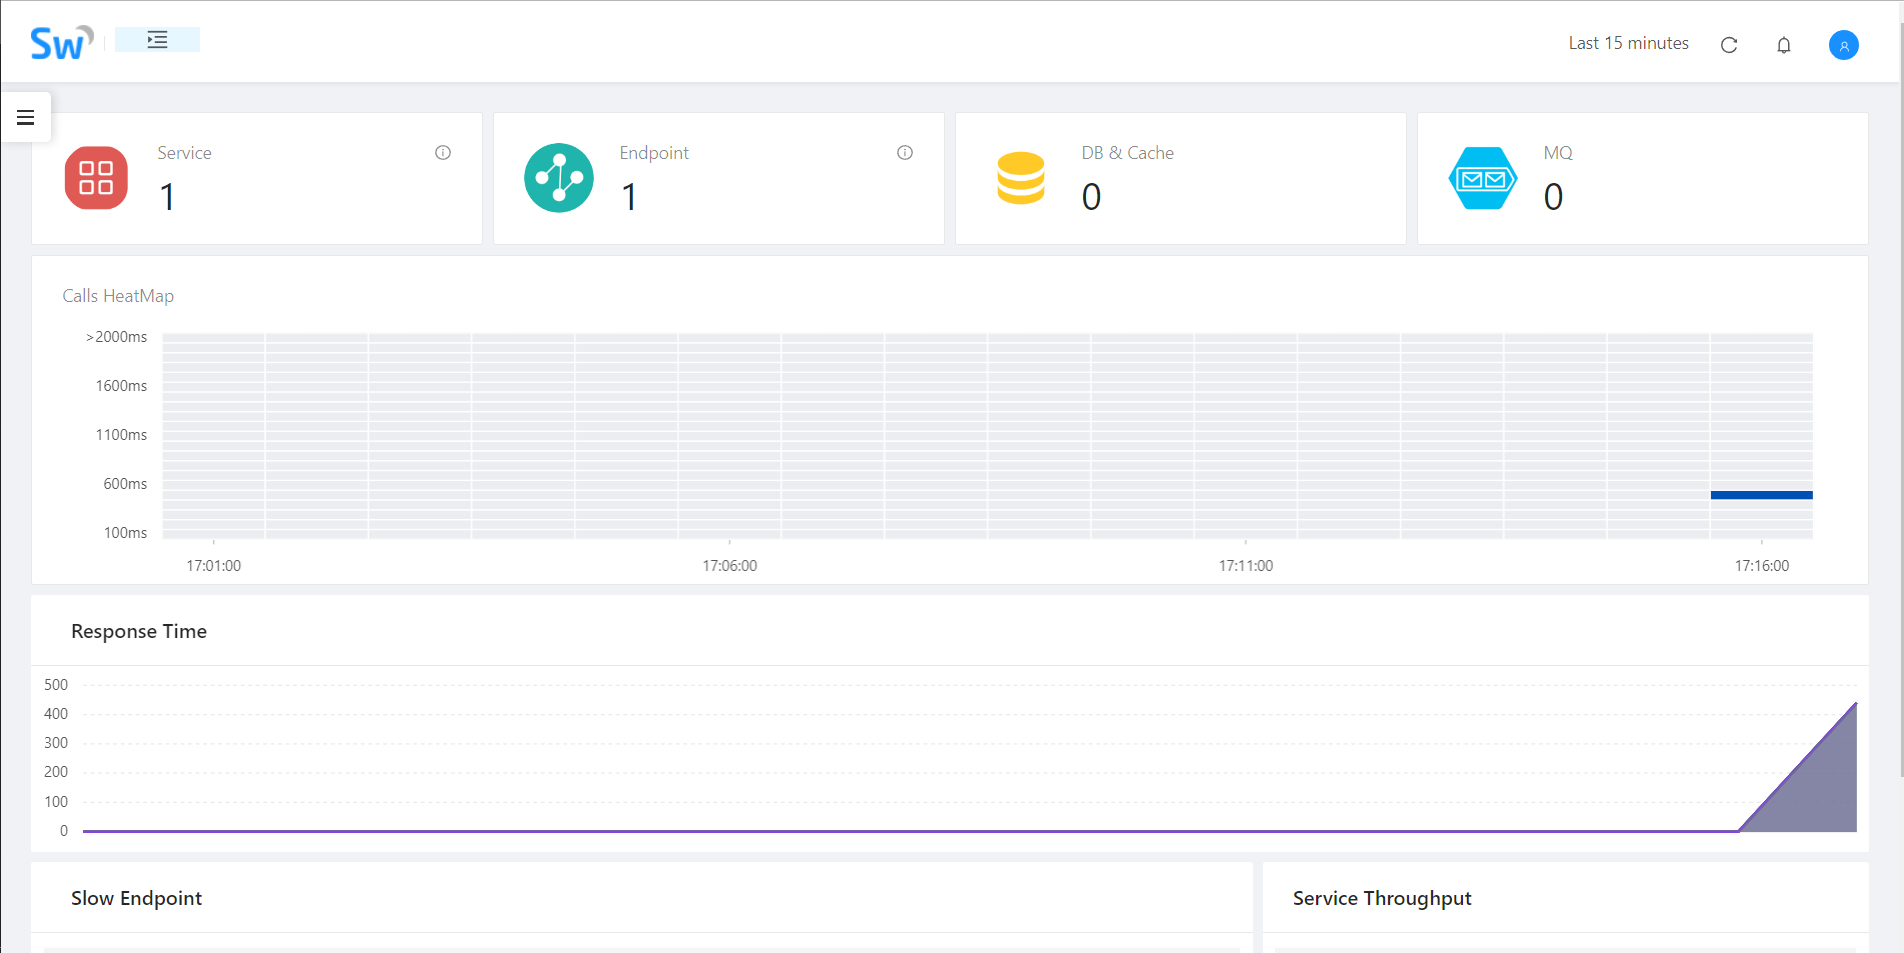 Sw
Last 15 minutes
Service
1
Endpoint
1
DB & Cache
0
MQ
0
Calls HeatMap
>2000ms
1600ms
1100ms
600ms
100ms
17:01:00 17:06:00 17:11:00 17:16:00
Response Time
500
400
300
200
100
0
Slow Endpoint
Service Throughput